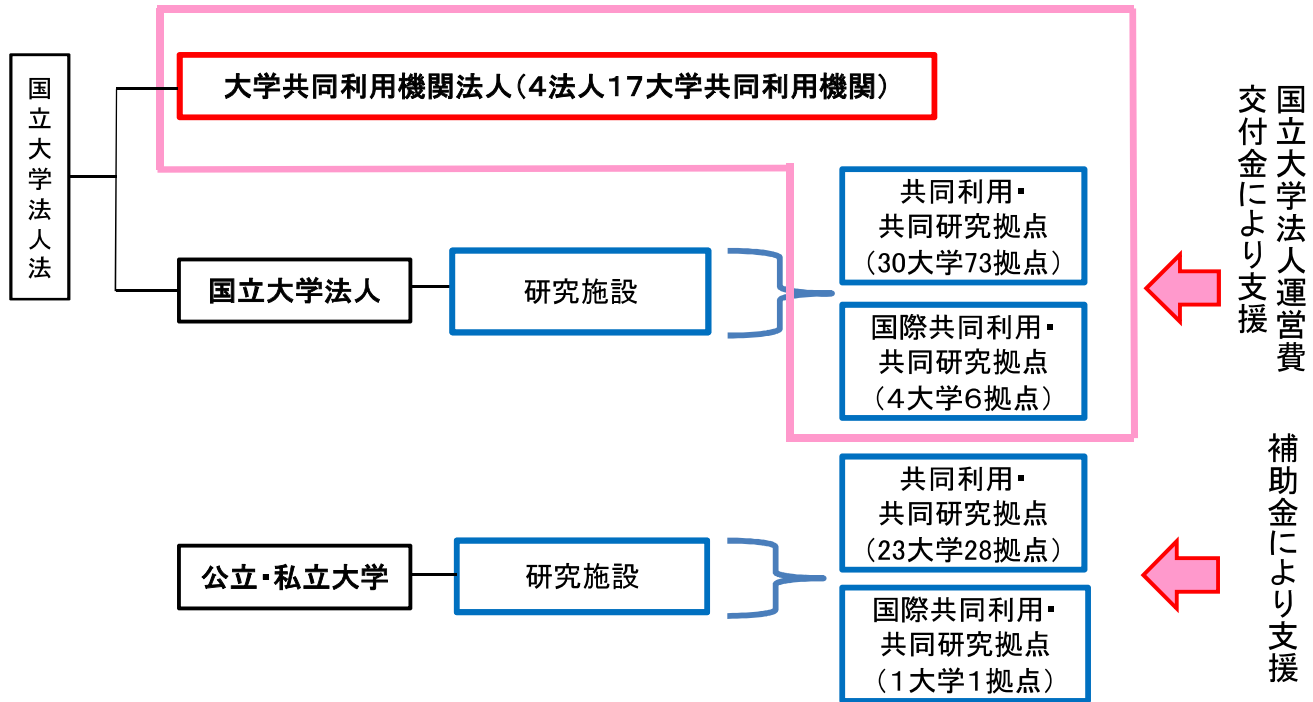 国立大学法人法
大学共同利用機関法人(4法人17大学共同利用機関)
国立大学法人
研究施設
共同利用・
共同研究拠点
(30大学73拠点)
国際共同利用・
共同研究拠点
(4大学6拠点)
国立大学法人運営費
交付金により支援
公立・私立大学
研究施設
共同利用・
共同研究拠点
(23大学28拠点)
国際共同利用・
共同研究拠点
(1大学1拠点)
補助金により支援